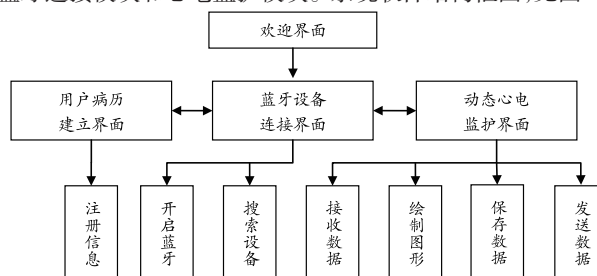 欢迎界面
用户病历
建立界面
蓝牙设备
连接界面
动态心电
监护界面
注册信息
开启蓝牙
搜索设备
接收数据
绘制图形
保存数据
发送数据